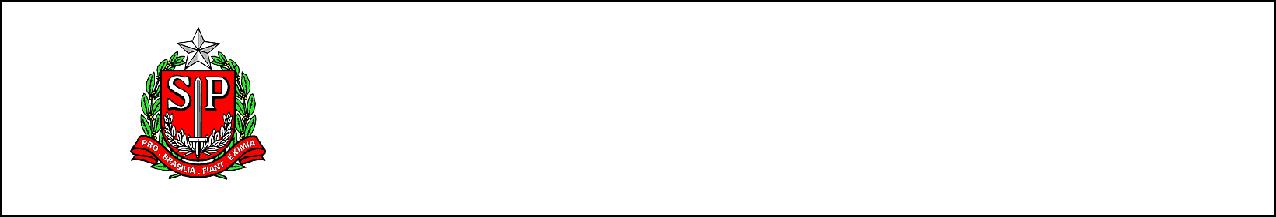 SP
PRO · BRASILIA · FIANT · EXIMIA